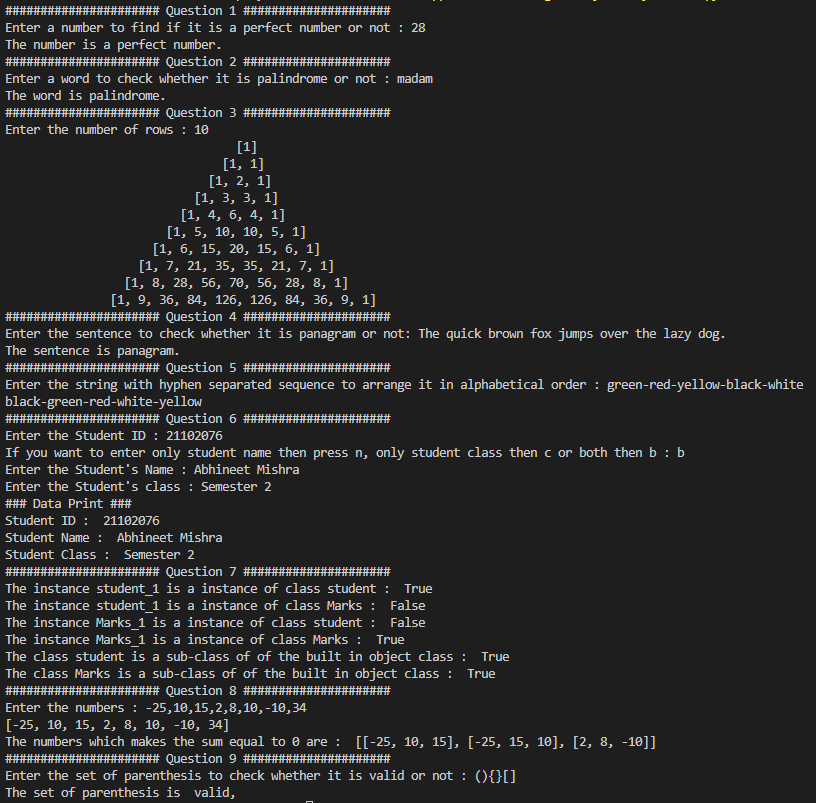 ###################### Question 1 #####################
Enter a number to find if it is a perfect number or not : 28
The number is a perfect number.
###################### Question 2 #####################
Enter a word to check whether it is palindrome or not : madam
The word is palindrome.
###################### Question 3 #####################
Enter the number of rows : 10
[1]
[1, 1]
[1, 2, 1]
[1, 3, 3, 1]
[1, 4, 6, 4, 1]
[1, 5, 10, 10, 5, 1]
[1, 6, 15, 20, 15, 6, 1]
[1, 7, 21, 35, 35, 21, 7, 1]
[1, 8, 28, 56, 70, 56, 28, 8, 1]
[1, 9, 36, 84, 126, 126, 84, 36, 9, 1]
###################### Question 4 #####################
Enter the sentence to check whether it is panagram or not: The quick brown fox jumps over the lazy dog.
The sentence is panagram.
###################### Question 5 #####################
Enter the string with hyphen separated sequence to arrange it in alphabetical order : green-red-yellow-black-white
black-green-red-white-yellow
###################### Question 6 #####################
Enter the Student ID : 21102076
If you want to enter only student name then press n, only student class then c or both then b : b
Enter the Student's Name : Abhineet Mishra
Enter the Student's class : Semester 2
### Data Print ###
Student ID :  21102076
Student Name :  Abhineet Mishra
Student Class :  Semester 2
###################### Question 7 #####################
The instance student_1 is a instance of class student :  True
The instance student_1 is a instance of class Marks :  False
The instance Marks_1 is a instance of class student :  False
The instance Marks_1 is a instance of class Marks :  True
The class student is a sub-class of of the built in object class :  True
The class Marks is a sub-class of of the built in object class :  True
###################### Question 8 #####################
Enter the numbers : -25,10,15,2,8,10,-10,34
[-25, 10, 15, 2, 8, 10, -10, 34]
The numbers which makes the sum equal to 0 are :  [[-25, 10, 15], [-25, 15, 10], [2, 8, -10]]
###################### Question 9 #####################
Enter the set of parenthesis to check whether it is valid or not : (){}[]
The set of parenthesis is  valid,